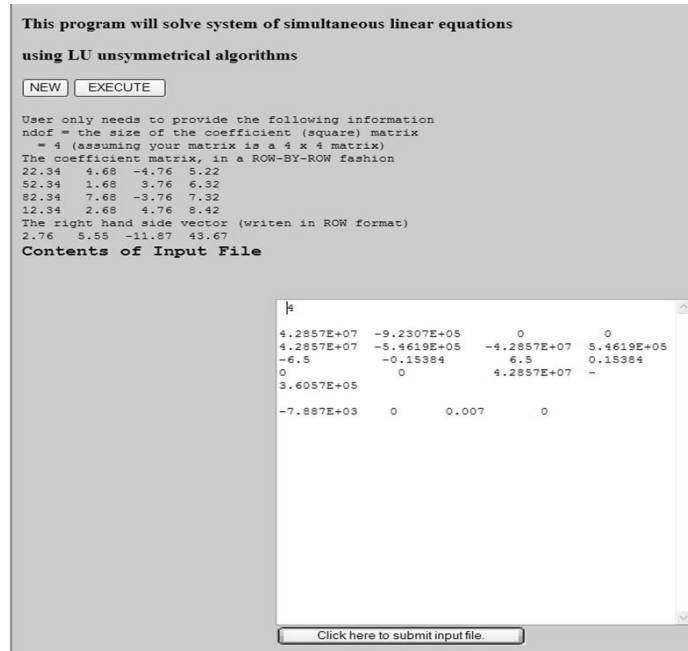 This program will solve system of simultaneous linear equations
using LU unsymmetrical algorithms
NEW EXECUTE
User only needs to provide the following information
ndof = the size of the coefficient (square) matrix
= 4 (assuming your matrix is a 4 x 4 matrix)
The coefficient matrix, in a ROW-BY-ROW fashion
22.34 4.68 -4.76 5.22
52.34 1.68 3.76 6.32
82.34 7.68 -3.76 7.32
12.34 2.68 4.76 8.42
The right hand side vector (writen in ROW format)
2.76 5.55 -11.87 43.67
Contents of Input File
4
4.2857E+07 -9.2307E+05 0 0
4.2857E+07 -5.4619E+05 -4.2857E+07 5.4619E+05
-6.5 -0.15384 6.5 0.15384
0 0 4.2857E+07 -
3.6057E+05
-7.887E+03 0 0.007 0
Click here to submit input file.